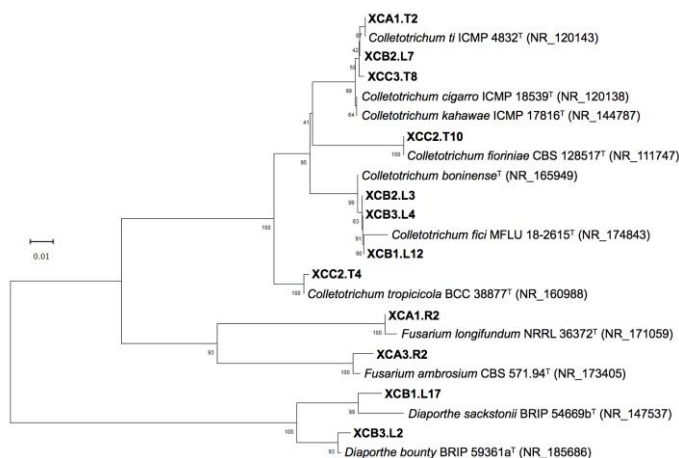 XCA1.T2
87
Colletotrichum ti ICMP 4832ᵀ (NR_120143)
42
XCB2.L7
55
XCC3.T8
99
Colletotrichum cigarro ICMP 18539ᵀ (NR_120138)
84
Colletotrichum kahawae ICMP 17816ᵀ (NR_144787)
41
XCC2.T10
100
Colletotrichum fioriniae CBS 128517ᵀ (NR_111747)
95
Colletotrichum boninenseᵀ (NR_165949)
99
XCB2.L3
63
XCB3.L4
91
Colletotrichum fici MFLU 18-2615ᵀ (NR_174843)
90
XCB1.L12
100
0.01
XCC2.T4
100
Colletotrichum tropicicola BCC 38877ᵀ (NR_160988)
XCA1.R2
100
Fusarium longifundum NRRL 36372ᵀ (NR_171059)
93
XCA3.R2
100
Fusarium ambrosium CBS 571.94ᵀ (NR_173405)
XCB1.L17
99
Diaporthe sackstonii BRIP 54669bᵀ (NR_147537)
100
XCB3.L2
93
Diaporthe bounty BRIP 59361aᵀ (NR_185686)